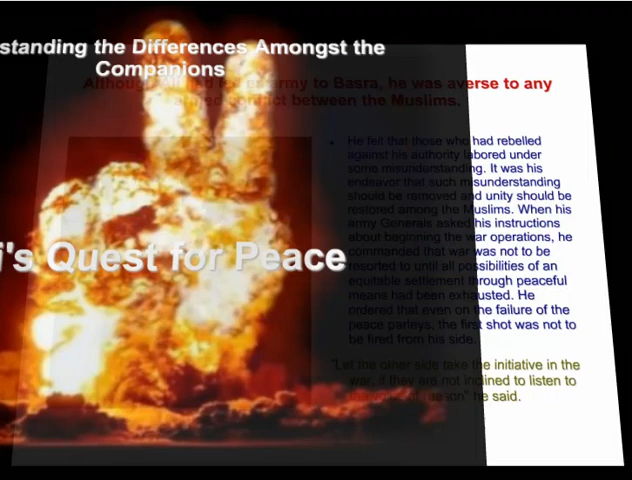 standing the Differences Amongst the
Companions
Although Ali led his army to Basra, he was averse to any
armed conflict between the Muslims.
He felt that those who had rebelled
against his authority labored under
some misunderstanding. It was his
endeavor that such misunderstanding
should be removed and unity should be
restored among the Muslims. When his
army Generals asked his instructions
about beginning the war operations, he
commanded that war was not to be
resorted to until all possibilities of an
equitable settlement through peaceful
means had been exhausted. He
ordered that even on the failure of the
peace parleys, the first shot was not to
be fired from his side.
i's Quest for Peace
"Let the other side take the initiative in the
war, if they are not inclined to listen to
the voice of reason" he said.